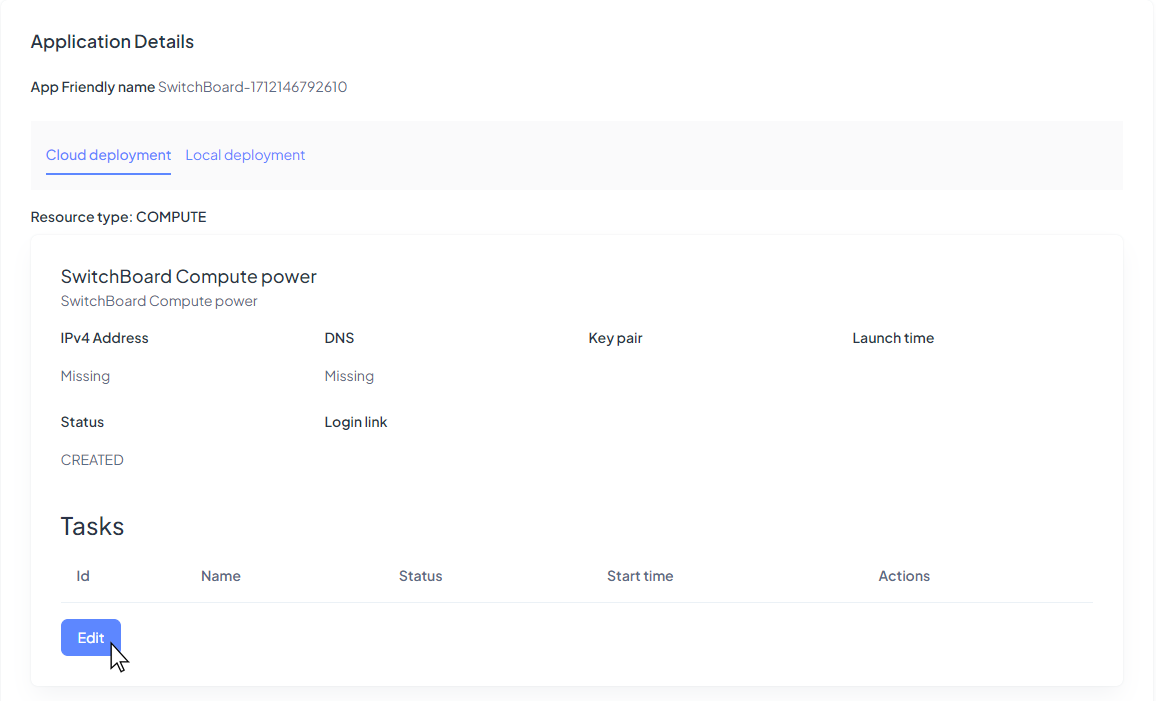 Application Details
App Friendly name SwitchBoard-1712146792610
Cloud deployment Local deployment
Resource type: COMPUTE
SwitchBoard Compute power
SwitchBoard Compute power
IPv4 Address DNS Key pair Launch time
Missing Missing
Status Login link
CREATED
Tasks
Id Name Status Start time Actions
Edit